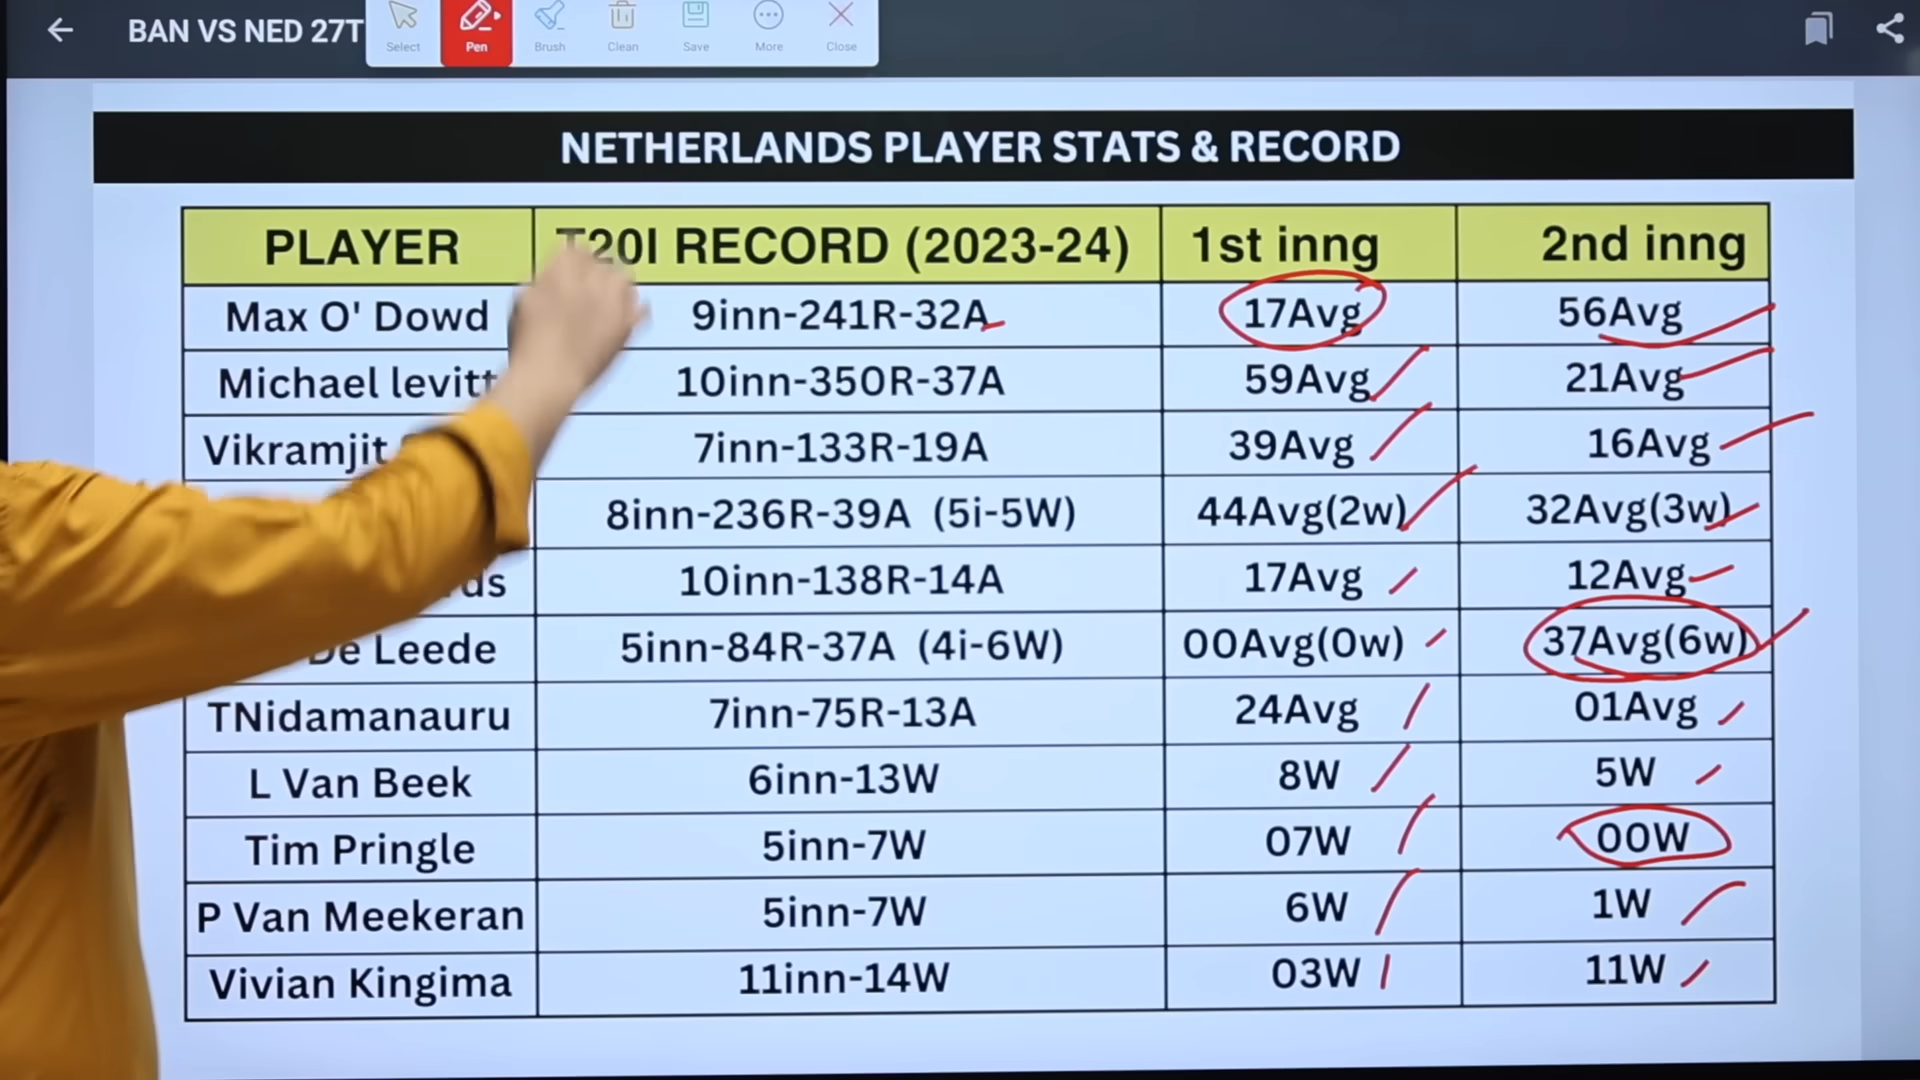 BAN VS NED 27T
Select Pen Brush Clean Save More Close
NETHERLANDS PLAYER STATS & RECORD
PLAYER T20I RECORD (2023-24) 1st inng 2nd inng
Max O' Dowd 9inn-241R-32A 17Avg 56Avg
Michael levitt 10inn-350R-37A 59Avg 21Avg
Vikramjit 7inn-133R-19A 39Avg 16Avg
8inn-236R-39A (5i-5W) 44Avg(2w) 32Avg(3w)
10inn-138R-14A 17Avg 12Avg
De Leede 5inn-84R-37A (4i-6W) 00Avg(0w) 37Avg(6w)
TNidamanauru 7inn-75R-13A 24Avg 01Avg
L Van Beek 6inn-13W 8W 5W
Tim Pringle 5inn-7W 07W 00W
P Van Meekeran 5inn-7W 6W 1W
Vivian Kingima 11inn-14W 03W 11W